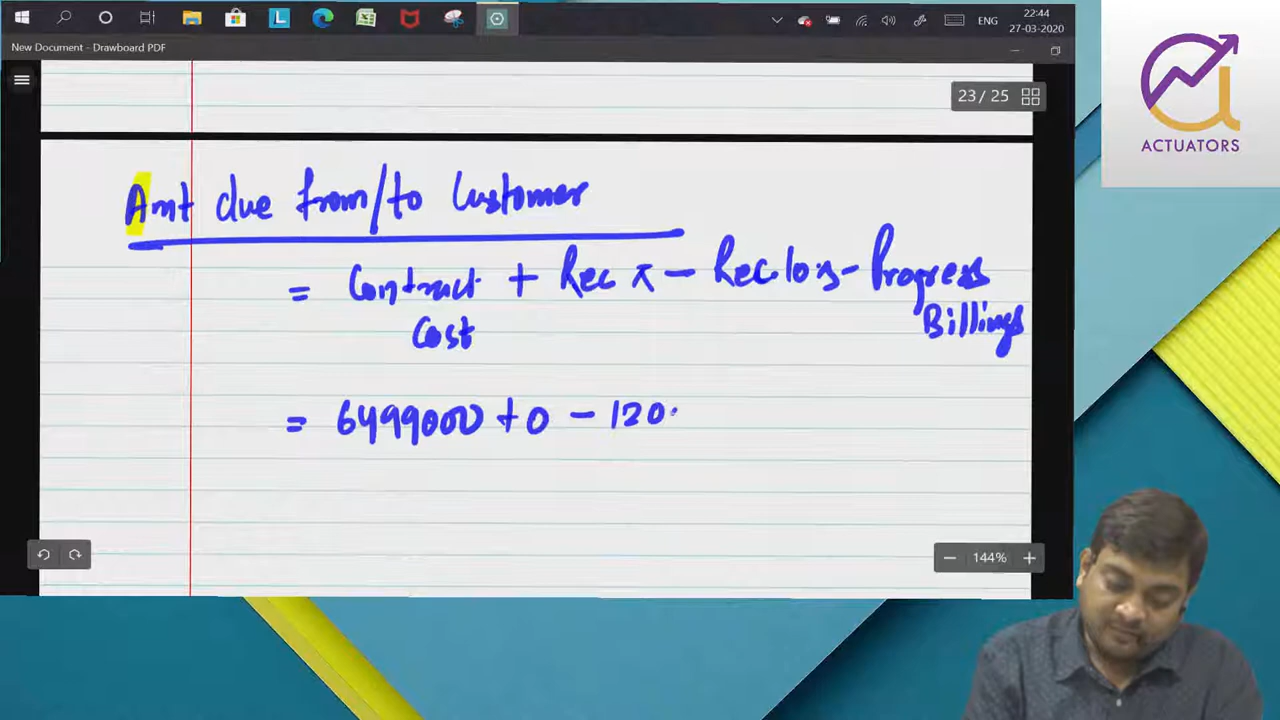 22:44
ENG
27-03-2020
New Document - Drawboard PDF
23 / 25
ACTUATORS
Amt due from/to Customer
= Contract + Rec π - Rec loss - Progress
Cost Billings
= 6499000 + 0 - 120
144%